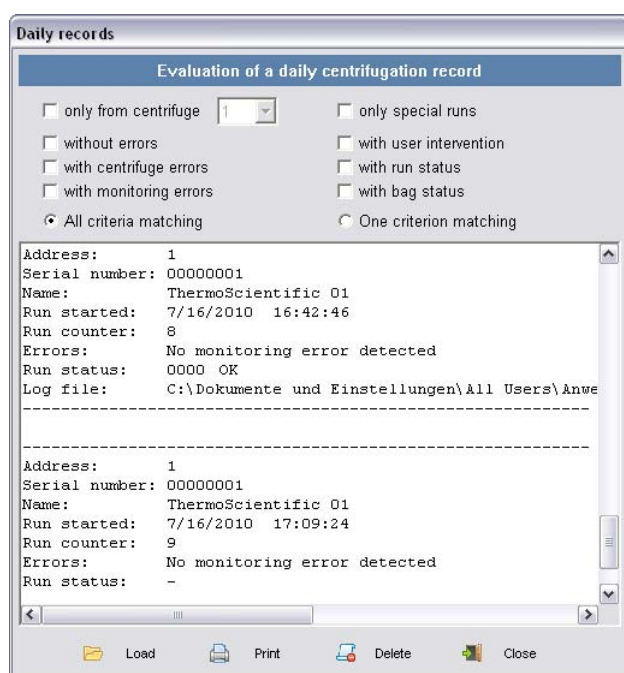 Daily records
Evaluation of a daily centrifugation record
only from centrifuge 1 only special runs
without errors with user intervention
with centrifuge errors with run status
with monitoring errors with bag status
All criteria matching One criterion matching
Address: 1
Serial number: 00000001
Name: ThermoScientific 01
Run started: 7/16/2010 16:42:46
Run counter: 8
Errors: No monitoring error detected
Run status: 0000 OK
Log file: C:\Dokumente und Einstellungen\All Users\Anwe
------------------------------------------------------------
------------------------------------------------------------
Address: 1
Serial number: 00000001
Name: ThermoScientific 01
Run started: 7/16/2010 17:09:24
Run counter: 9
Errors: No monitoring error detected
Run status: -
Load Print Delete Close